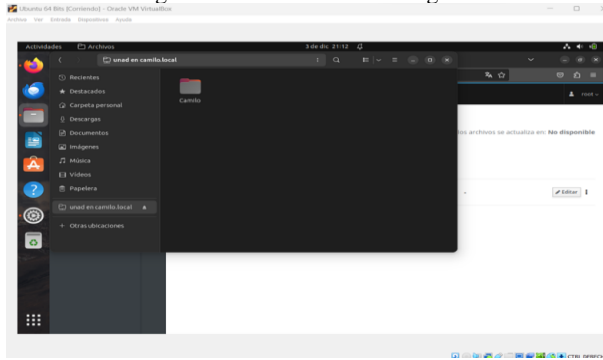 Ubuntu 64 Bits [Corriendo] - Oracle VM VirtualBox
Archivo Ver Entrada Dispositivos Ayuda
Actividades Archivos 3 de dic 21:12
unad en camilo.local
Recientes
Destacados
Carpeta personal
Descargas
Documentos
Imágenes
Música
Vídeos
Papelera
unad en camilo.local
Otras ubicaciones
Camilo
root
los archivos se actualiza en: No disponible
Editar
CTRL DERECH